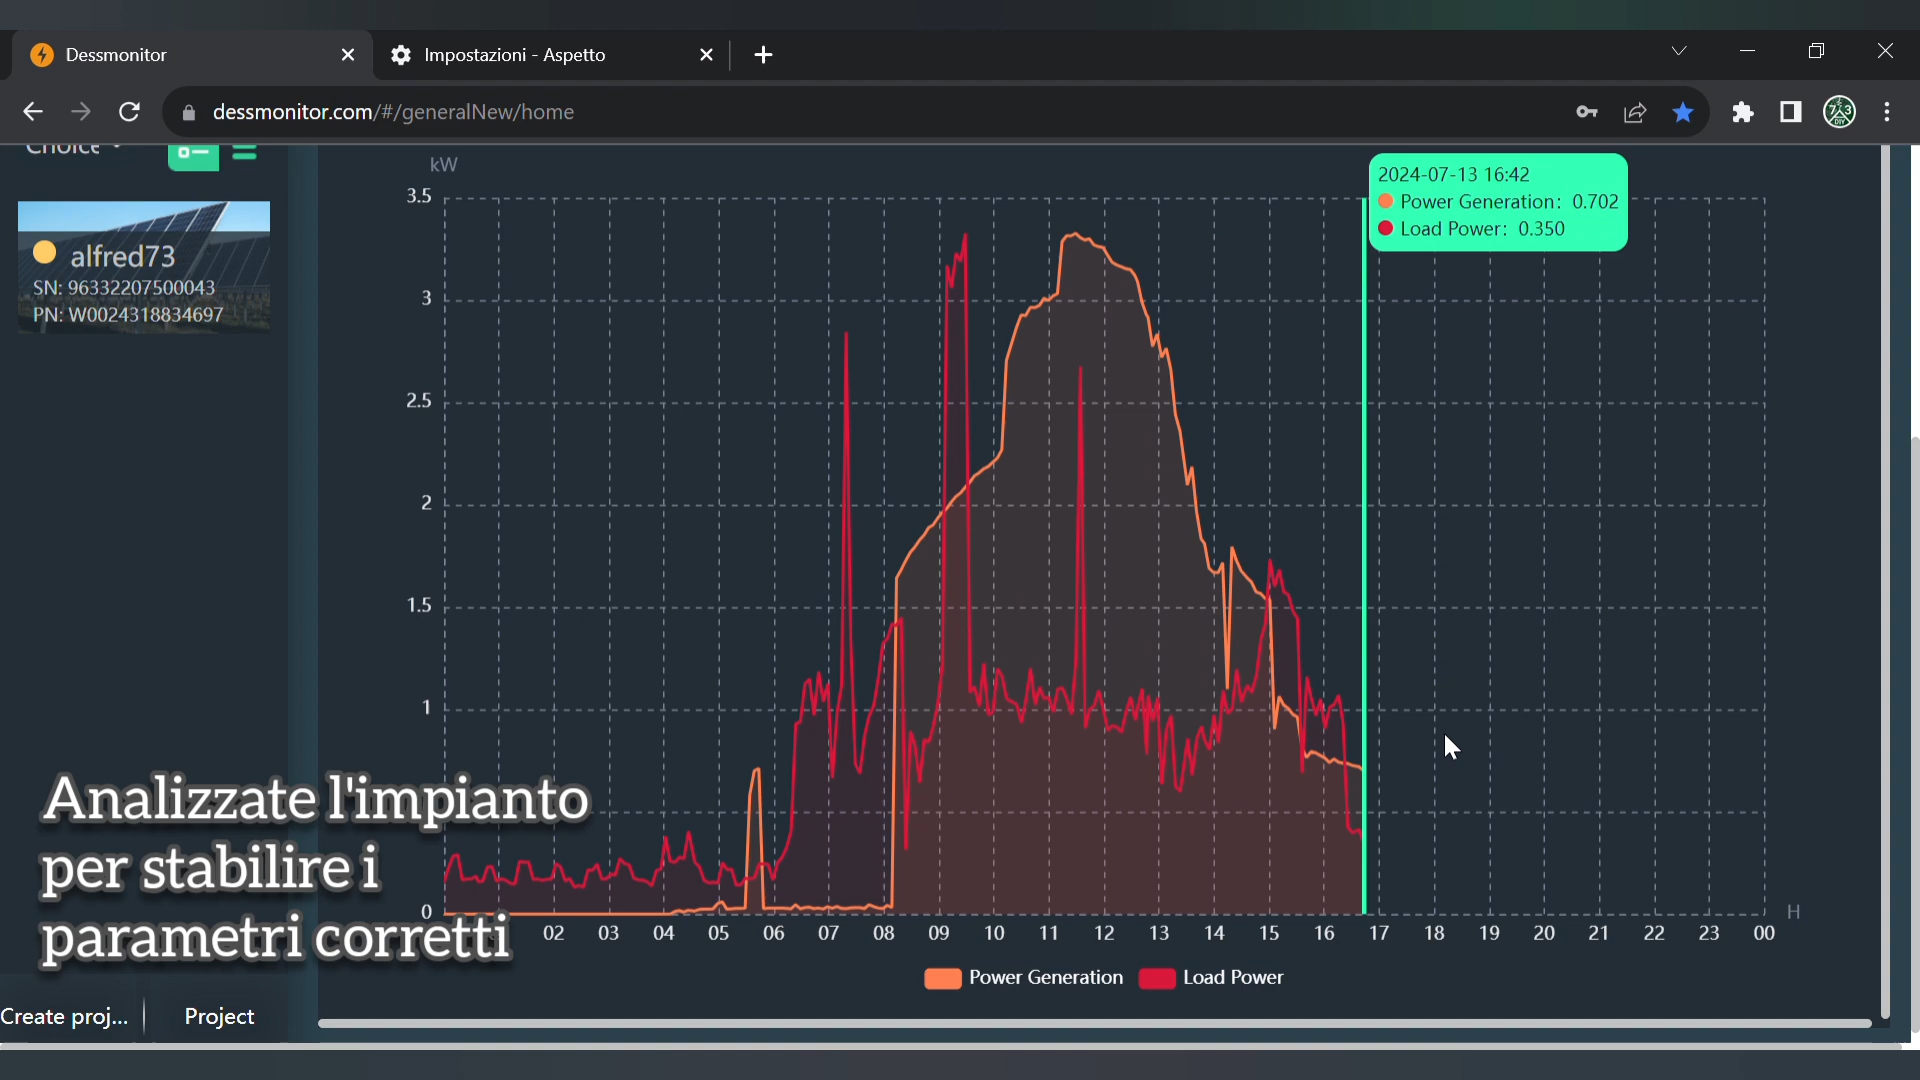 Dessmonitor
Impostazioni - Aspetto
dessmonitor.com/#/generalNew/home
Choice
alfred73
SN: 96332207500043
PN: W0024318834697
kW
3.5
3
2.5
2
1.5
1
0
2024-07-13 16:42
Power Generation: 0.702
Load Power: 0.350
H
02 03 04 05 06 07 08 09 10 11 12 13 14 15 16 17 18 19 20 21 22 23 00
Power Generation Load Power
Analizzate l'impianto
per stabilire i
parametri corretti
Create proj...
Project